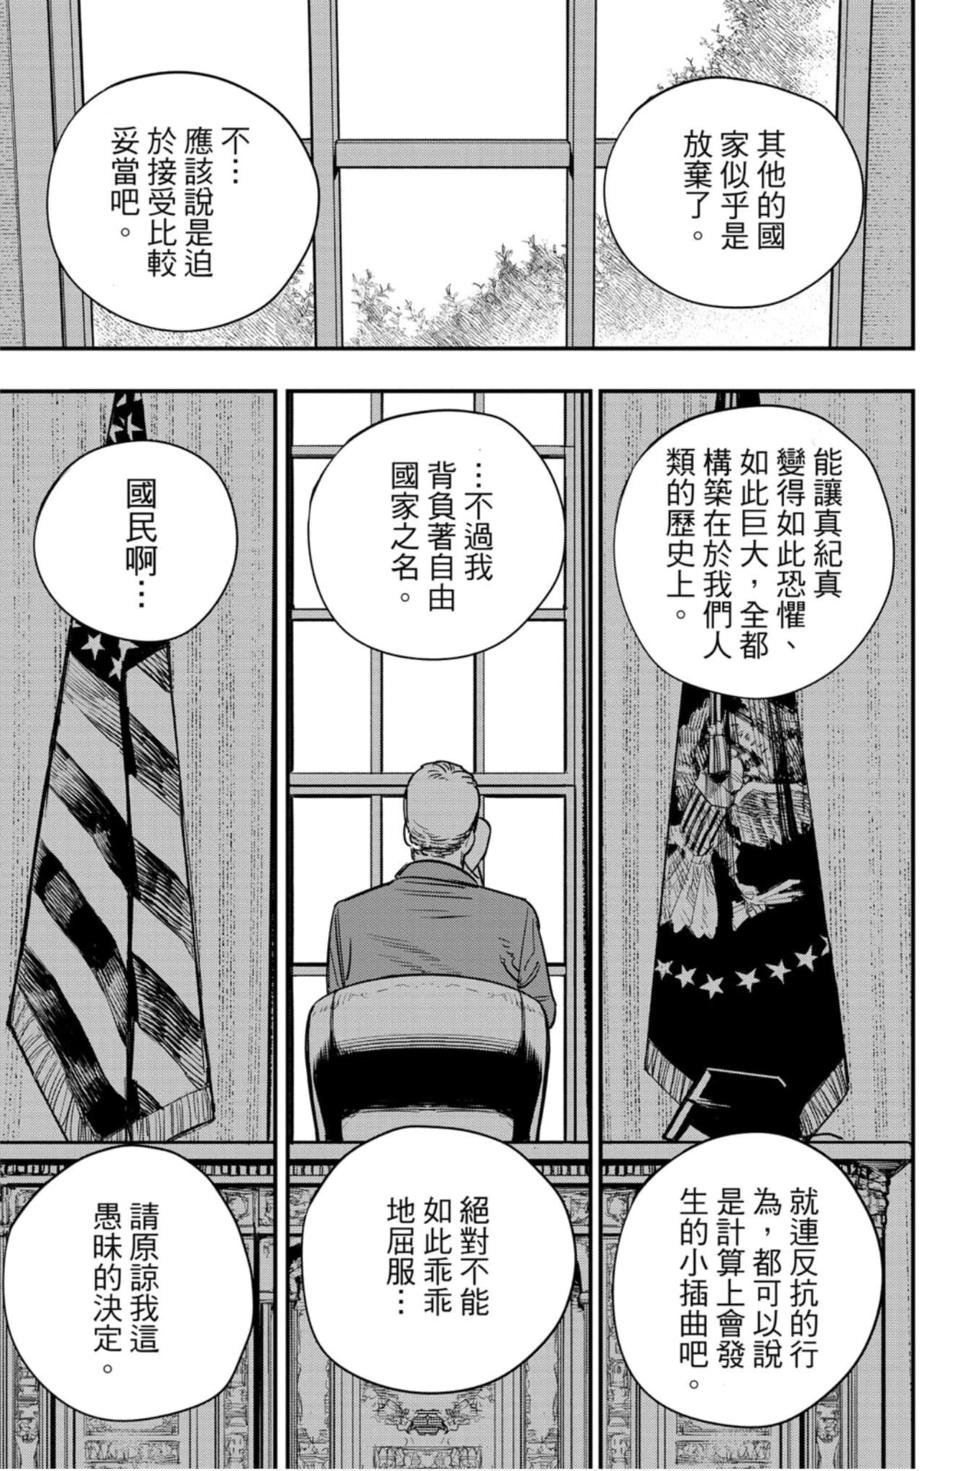 其他的國
家似乎是
放棄了。
不…
應該說是迫
於接受比較
妥當吧。
能讓真紀真
變得如此恐懼、
如此巨大，全都
構築在於我們人
類的歷史上。
就連反抗的行
為，都可以說
是計算上會發
生的小插曲吧。
…不過我
背負著自由
國家之名。
絕對不能
如此乖乖
地屈服…
國民啊…
請原諒我這
愚昧的決定。